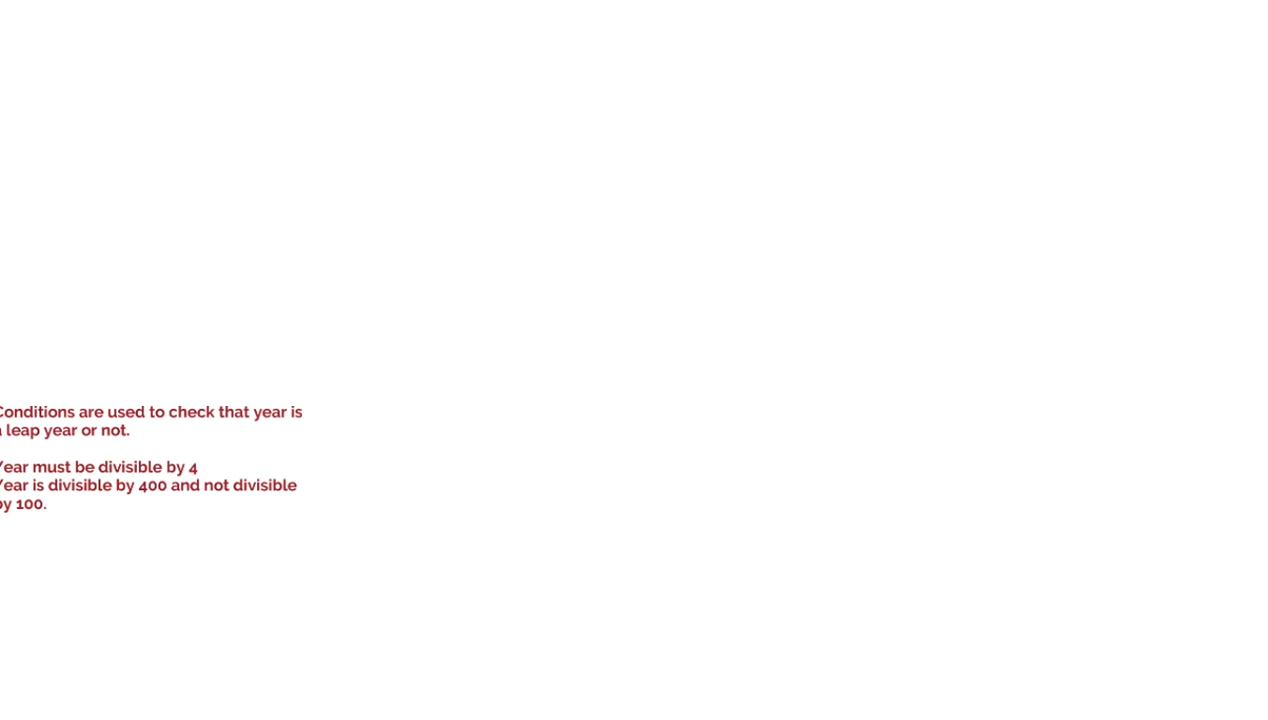 Conditions are used to check that year is
a leap year or not.
Year must be divisible by 4
Year is divisible by 400 and not divisible
by 100.